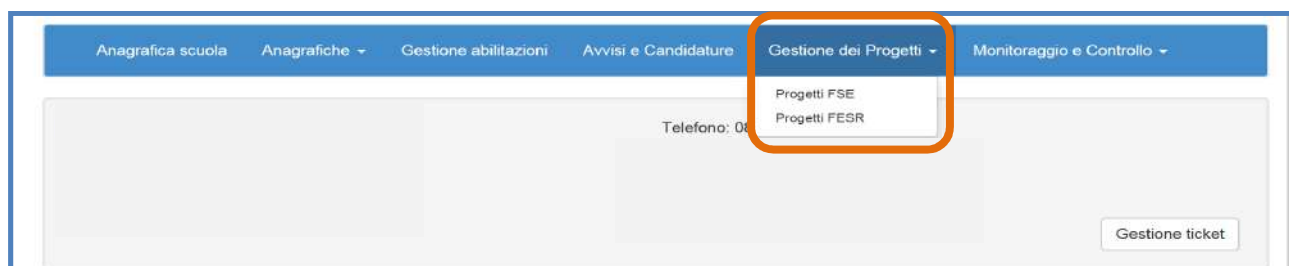 Anagrafica scuola Anagrafiche Gestione abilitazioni Avvisi e Candidature Gestione dei Progetti Monitoraggio e Controllo
Progetti FSE
Progetti FESR
Telefono: 08
Gestione ticket